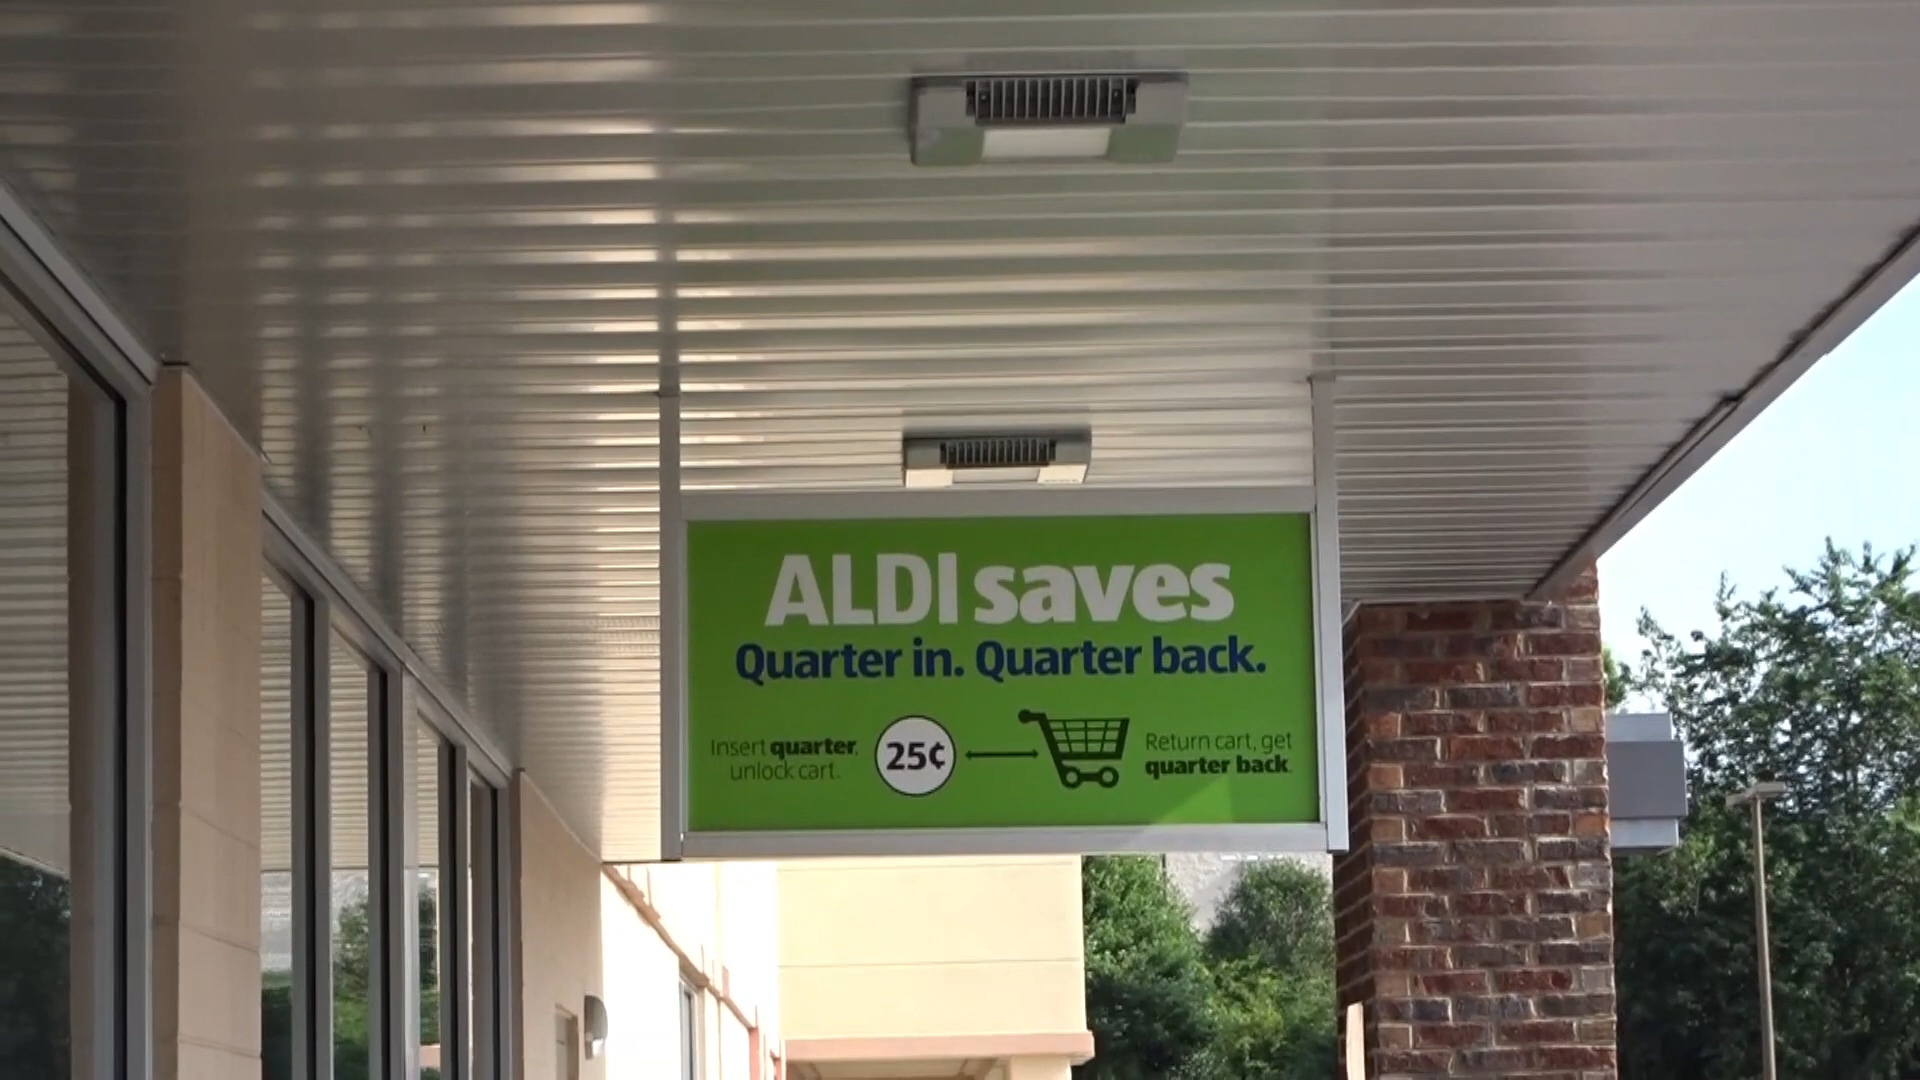 ALDI saves
Quarter in. Quarter back.
Insert quarter,
unlock cart.
25¢
Return cart, get
quarter back.